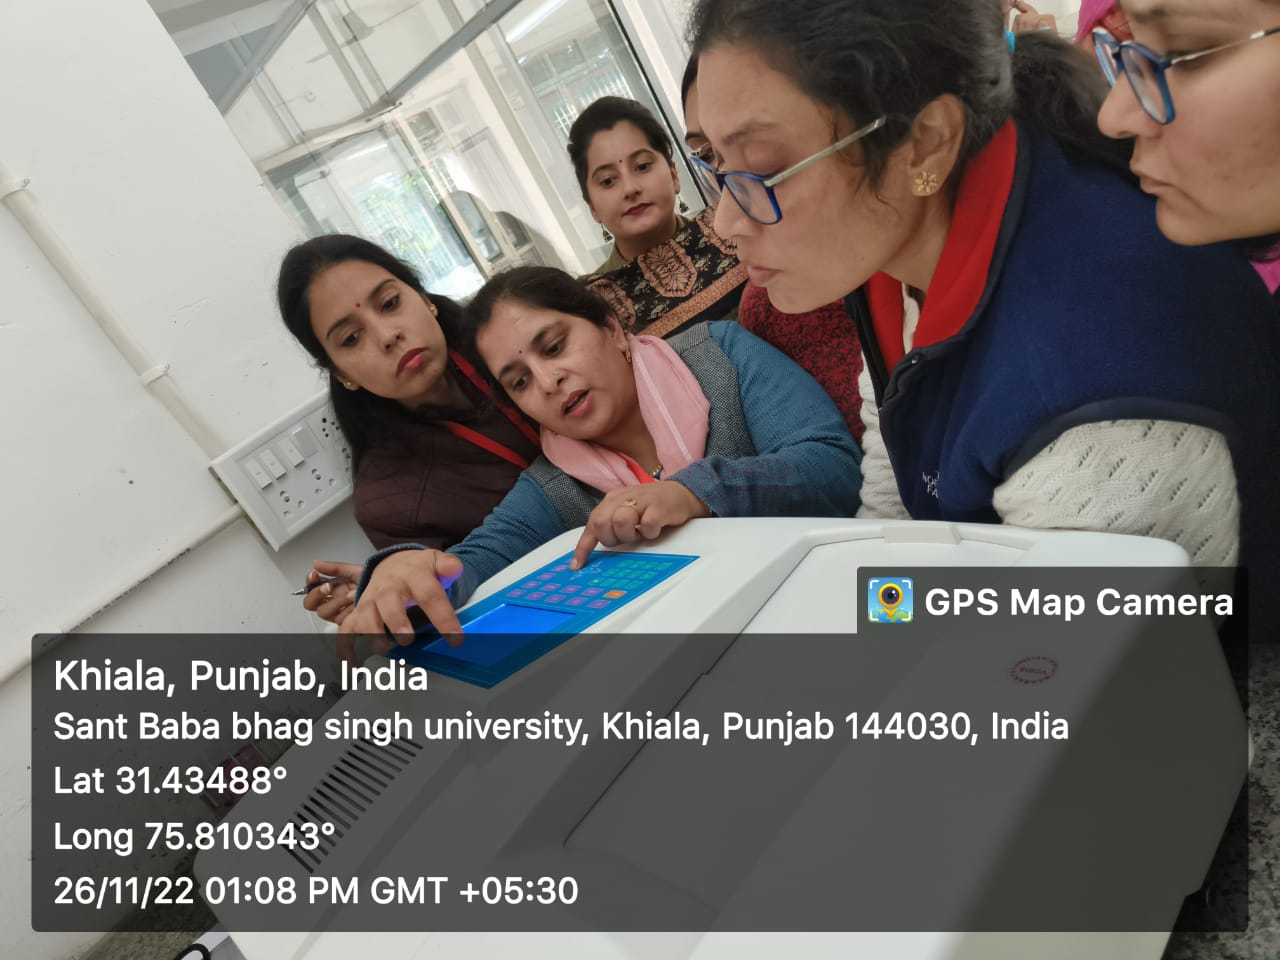 GPS Map Camera
Khiala, Punjab, India
Sant Baba bhag singh university, Khiala, Punjab 144030, India
Lat 31.43488°
Long 75.810343°
26/11/22 01:08 PM GMT +05:30